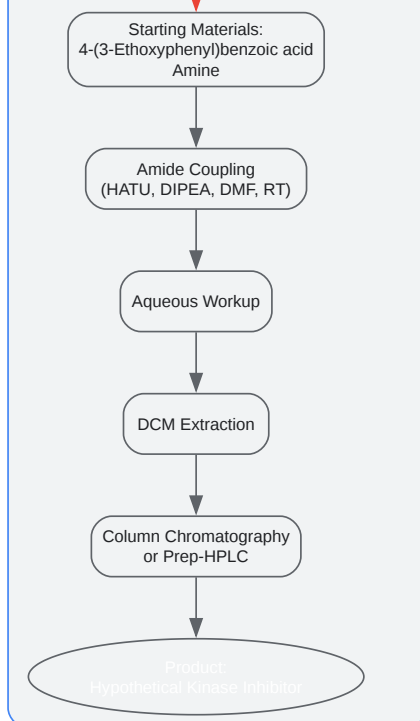 Starting Materials:
4-(3-Ethoxyphenyl)benzoic acid
Amine
Amide Coupling
(HATU, DIPEA, DMF, RT)
Aqueous Workup
DCM Extraction
Column Chromatography
or Prep-HPLC
Product:
Hypothetical Kinase Inhibitor